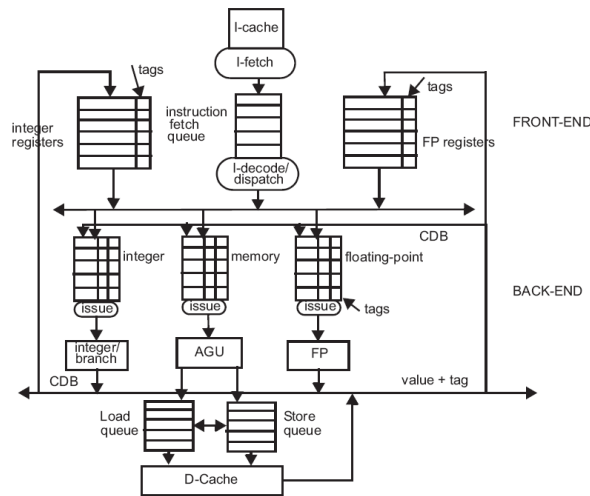 I-cache
I-fetch
tags
integer
registers
instruction
fetch
queue
tags
FP registers
FRONT-END
I-decode/
dispatch
CDB
integer
memory
floating-point
BACK-END
issue
issue
issue
tags
integer/
branch
AGU
FP
CDB
value + tag
Load
queue
Store
queue
D-Cache